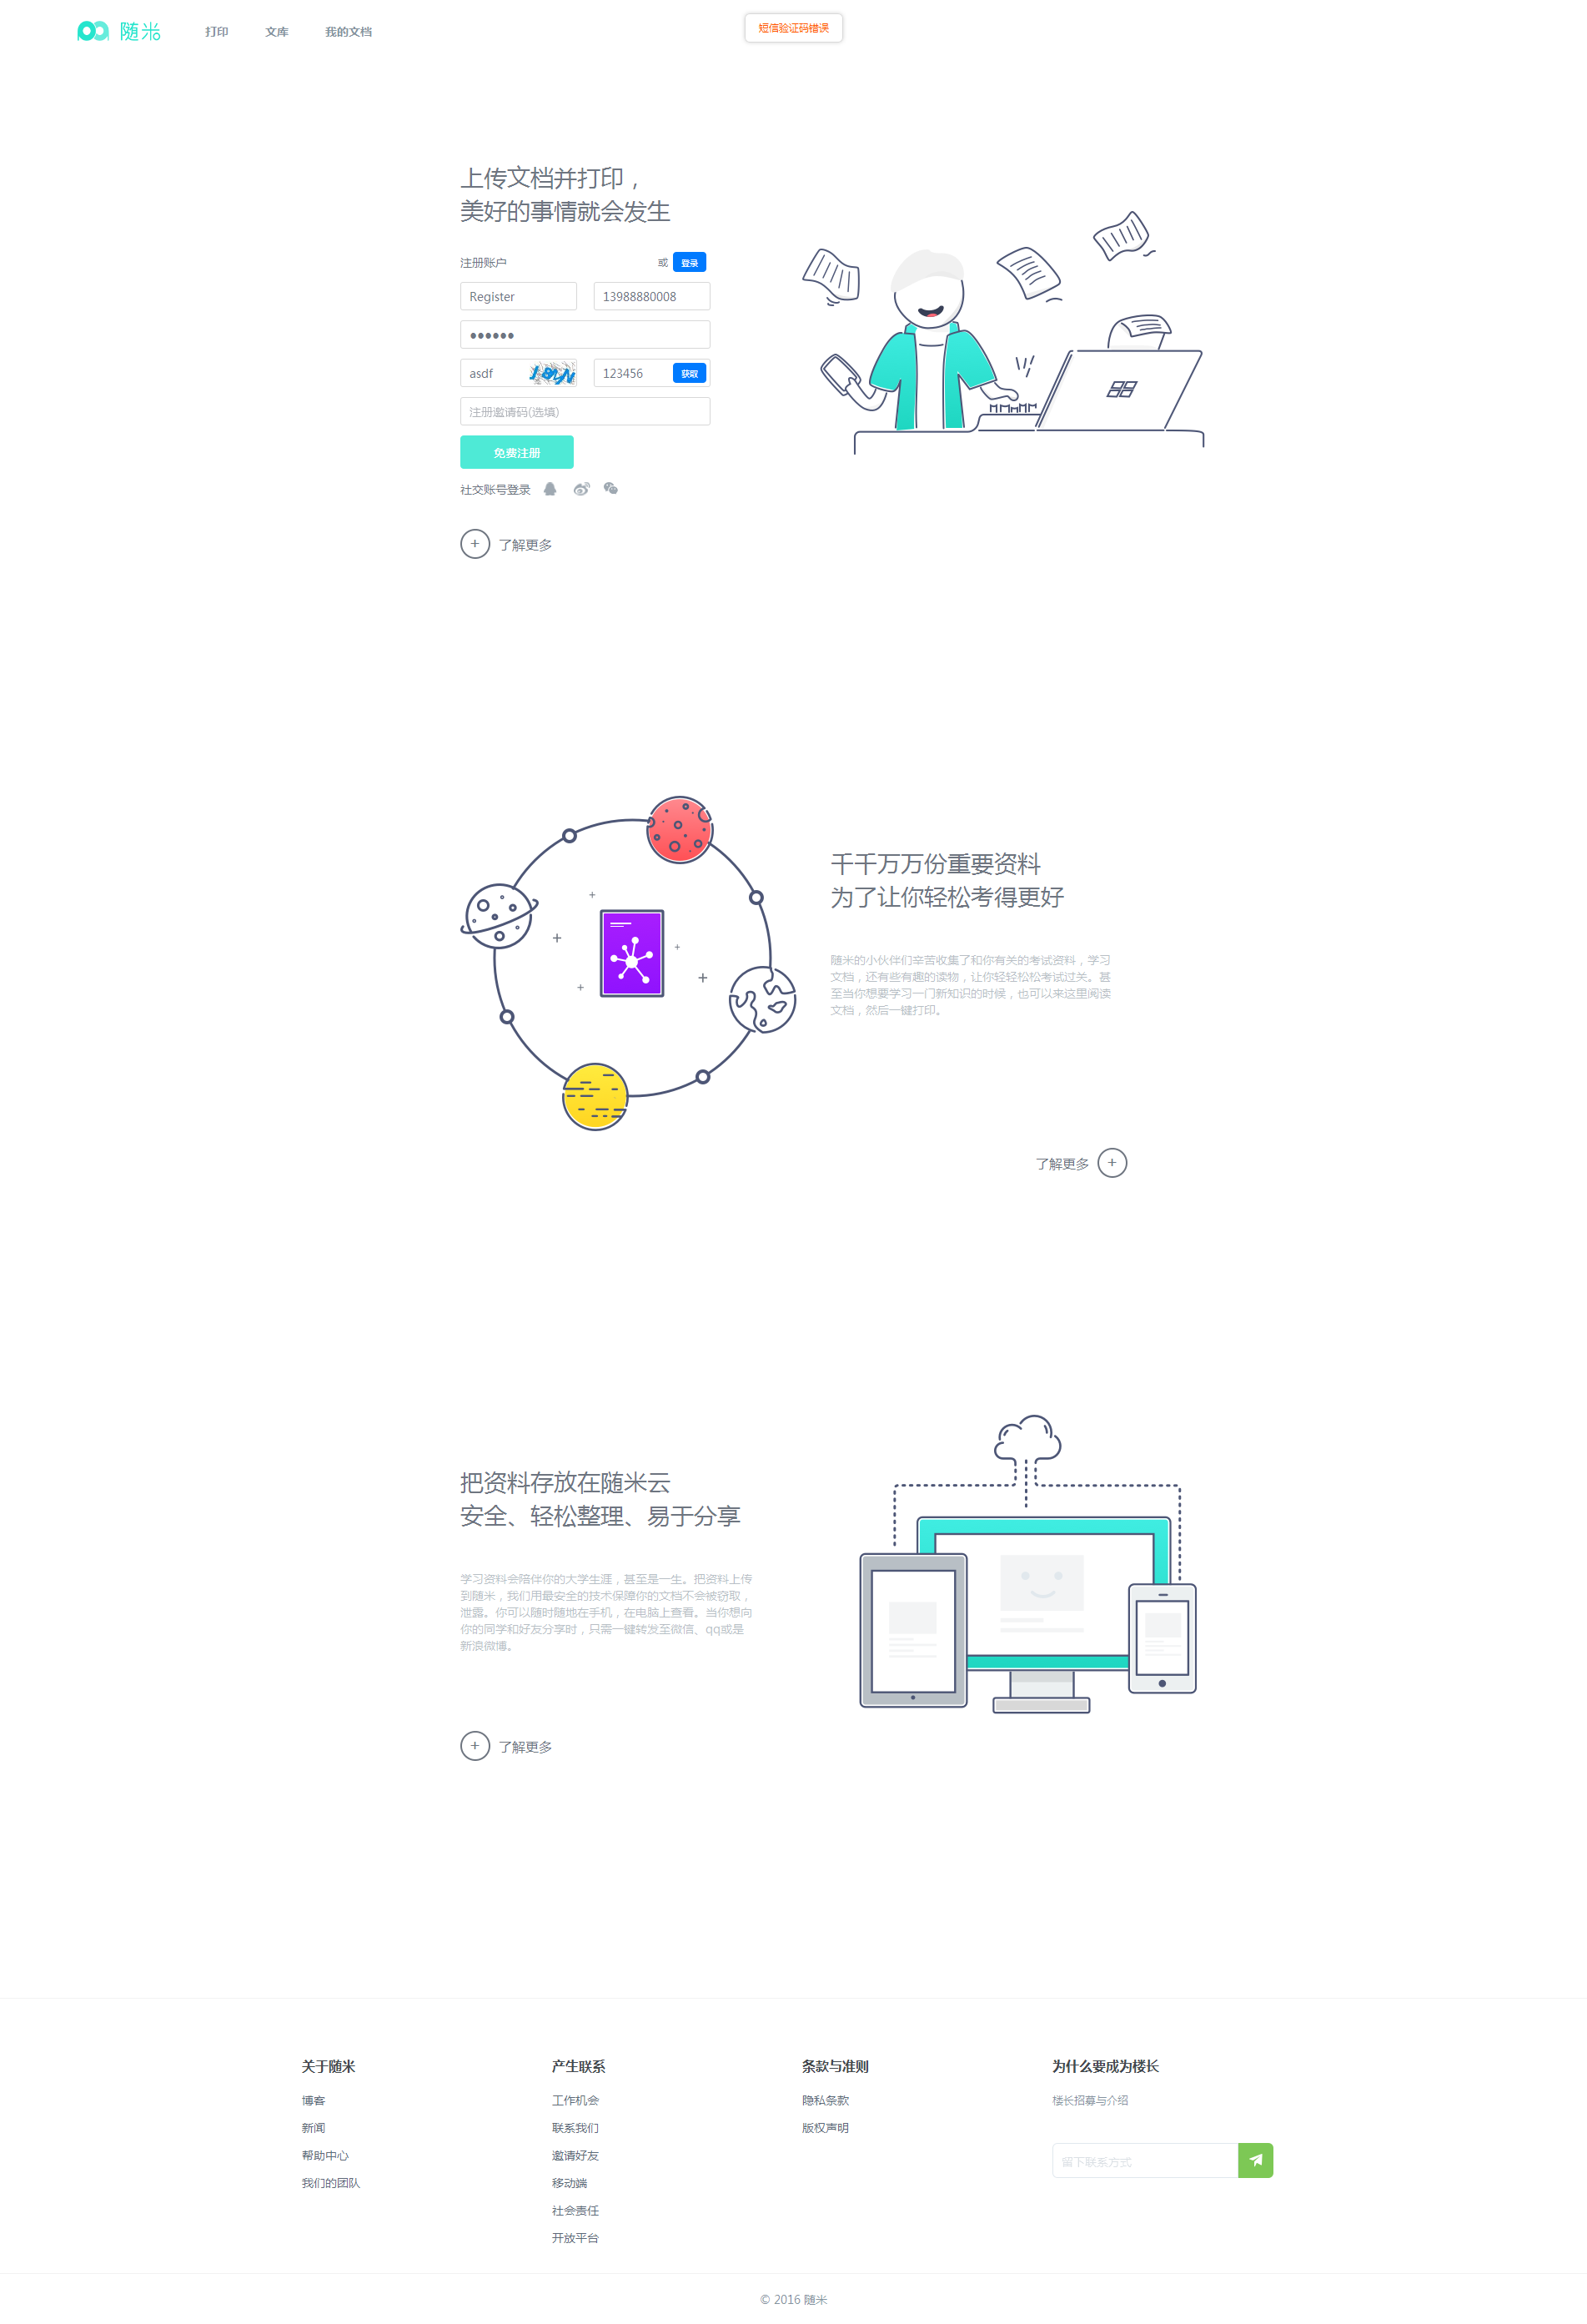 随米
打印
文库
我的文档
短信验证码错误
上传文档并打印，
美好的事情就会发生
注册账户
或
登录
Register
13988880008
●●●●●●
asdf
123456
获取
注册邀请码(选填)
免费注册
社交账号登录
+
了解更多
千千万万份重要资料
为了让你轻松考得更好
随米的小伙伴们辛苦收集了和你有关的考试资料，学习
文档，还有些有趣的读物，让你轻轻松松考试过关。甚
至当你想要学习一门新知识的时候，也可以来这里阅读
文档，然后一键打印。
了解更多
+
把资料存放在随米云
安全、轻松整理、易于分享
学习资料会陪伴你的大学生涯，甚至是一生。把资料上传
到随米，我们用最安全的技术保障你的文档不会被窃取，
泄露。你可以随时随地在手机，在电脑上查看。当你想向
你的同学和好友分享时，只需一键转发至微信、qq或是
新浪微博。
+
了解更多
关于随米
博客
新闻
帮助中心
我们的团队
产生联系
工作机会
联系我们
邀请好友
移动端
社会责任
开放平台
条款与准则
隐私条款
版权声明
为什么要成为楼长
楼长招募与介绍
留下联系方式
© 2016 随米